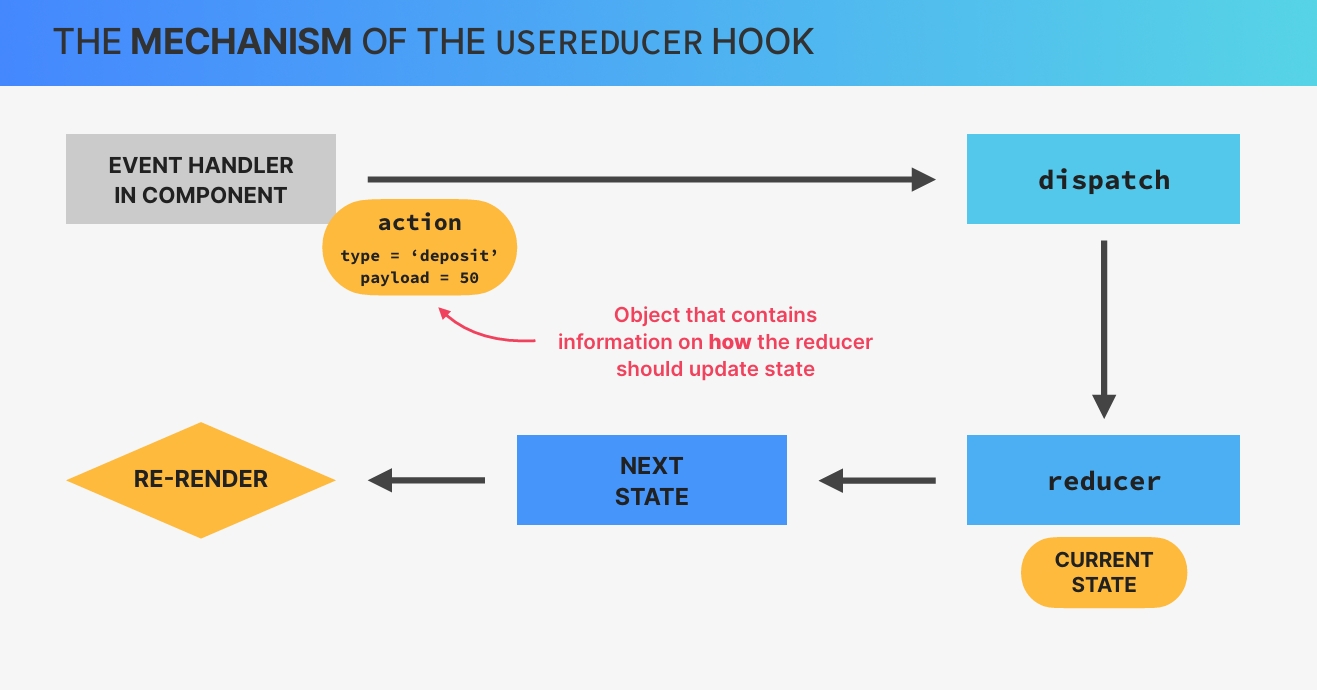 THE MECHANISM OF THE USEREDUCER HOOK
EVENT HANDLER
IN COMPONENT
dispatch
action
type = ‘deposit’
payload = 50
Object that contains
information on how the reducer
should update state
RE-RENDER
NEXT
STATE
reducer
CURRENT
STATE